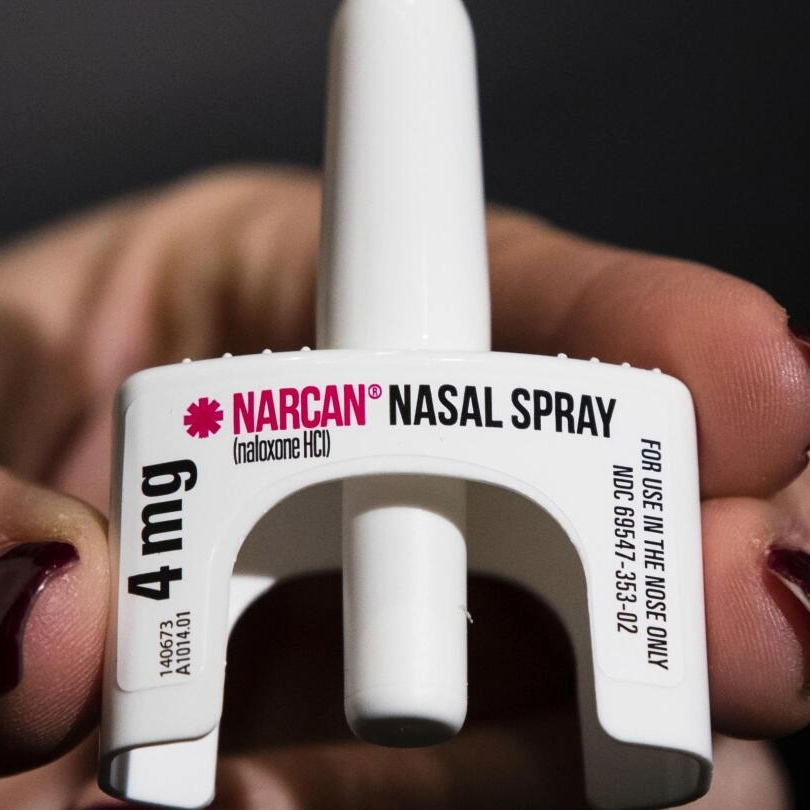 NARCAN® NASAL SPRAY
(naloxone HCl)
4 mg
140673
A1014.01
FOR USE IN THE NOSE ONLY
NDC 69547-353-02